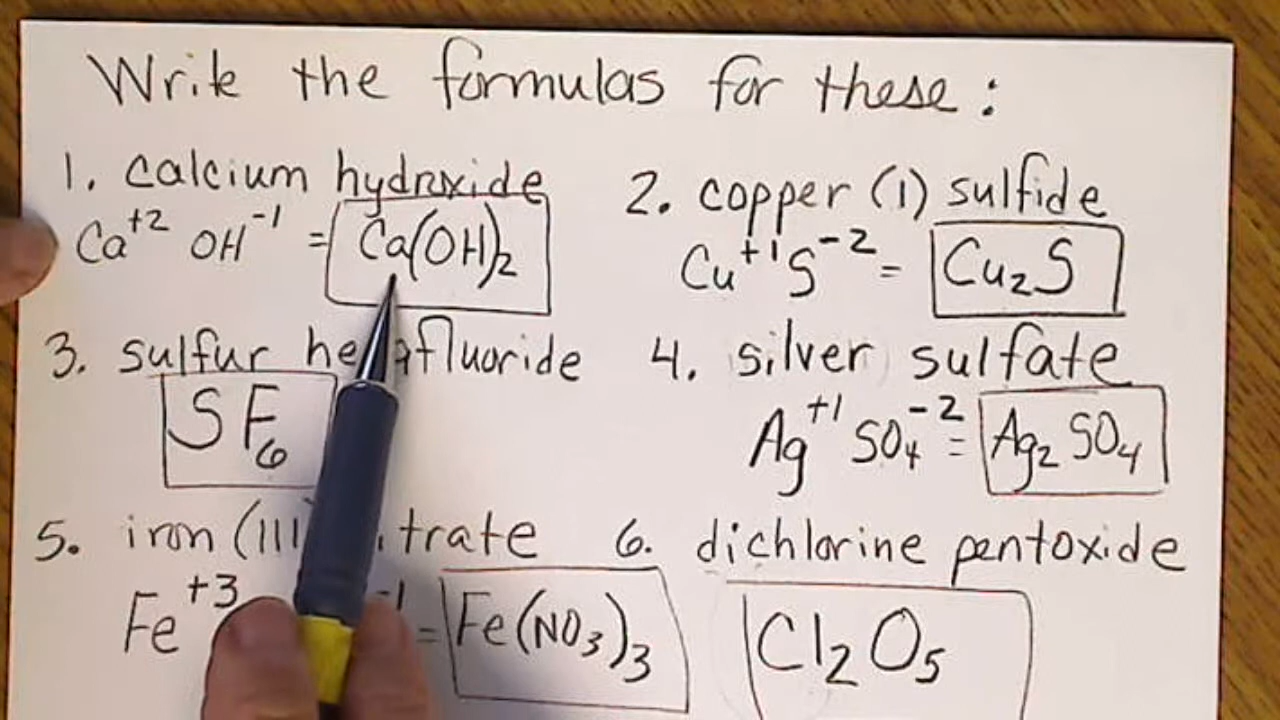 Write the formulas for these:
1. calcium hydroxide
Ca⁺² OH⁻¹ = Ca(OH)₂
2. copper (I) sulfide
Cu⁺¹ S⁻² = Cu₂S
3. sulfur
SF₆
4. silver sulfate
Ag⁺¹ SO₄⁻² = Ag₂SO₄
5. iron (III)
Fe⁺³ ⁻¹ = Fe(NO₃)₃
6. dichlorine pentoxide
Cl₂O₅